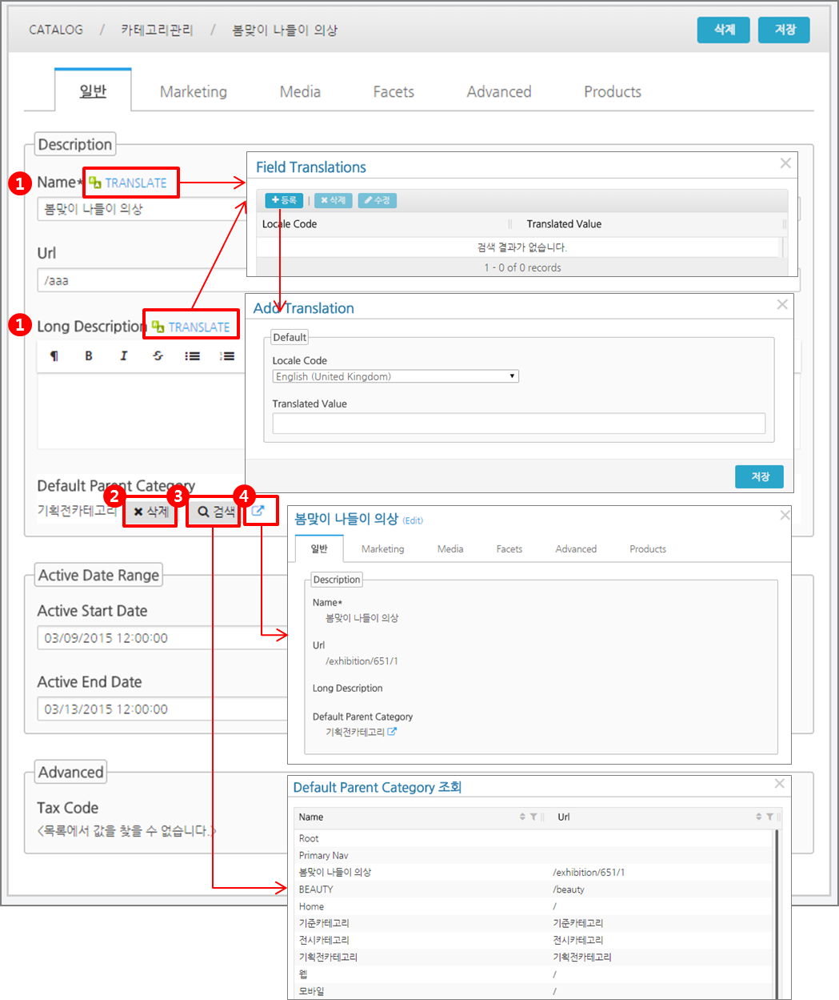 CATALOG / 카테고리관리 / 봄맞이 나들이 의상
삭제 저장
일반 Marketing Media Facets Advanced Products
Description
1 Name* TRANSLATE
봄맞이 나들이 의상
Url
/aaa
1 Long Description TRANSLATE
¶ B I S
Default Parent Category
2 3 4
기획전카테고리 ✖ 삭제 검색
Active Date Range
Active Start Date
03/09/2015 12:00:00
Active End Date
03/13/2015 12:00:00
Advanced
Tax Code
<목록에서 값을 찾을 수 없습니다.>
Field Translations
+ 등록 | ✖ 삭제 수정
Locale Code Translated Value
검색 결과가 없습니다.
1 - 0 of 0 records
Add Translation
Default
Locale Code
English (United Kingdom)
Translated Value
저장
봄맞이 나들이 의상 (Edit)
일반 Marketing Media Facets Advanced Products
Description
Name*
봄맞이 나들이 의상
Url
/exhibition/651/1
Long Description
Default Parent Category
기획전카테고리
Default Parent Category 조회
Name Url
Root
Primary Nav
봄맞이 나들이 의상 /exhibition/651/1
BEAUTY /beauty
Home /
기준카테고리 기준카테고리
전시카테고리 전시카테고리
기획전카테고리 기획전카테고리
웹 /
모바일 /